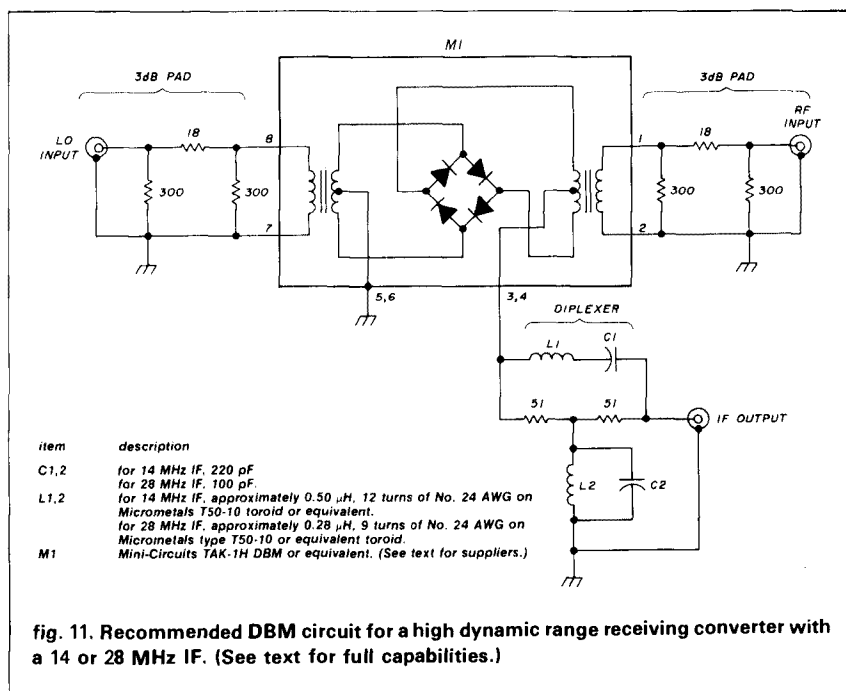 M1
3dB PAD
3dB PAD
LO
INPUT
18
8
300
300
7
5,6
3,4
1
2
18
300
300
RF
INPUT
DIPLEXER
L1
C1
51
51
IF OUTPUT
L2
C2
item description
C1,2 for 14 MHz IF, 220 pF
for 28 MHz IF, 100 pF.
L1,2 for 14 MHz IF, approximately 0.50 μH, 12 turns of No. 24 AWG on
Micrometals T50-10 toroid or equivalent.
for 28 MHz IF, approximately 0.28 μH, 9 turns of No. 24 AWG on
Micrometals type T50-10 or equivalent toroid.
M1 Mini-Circuits TAK-1H DBM or equivalent. (See text for suppliers.)
fig. 11. Recommended DBM circuit for a high dynamic range receiving converter with
a 14 or 28 MHz IF. (See text for full capabilities.)